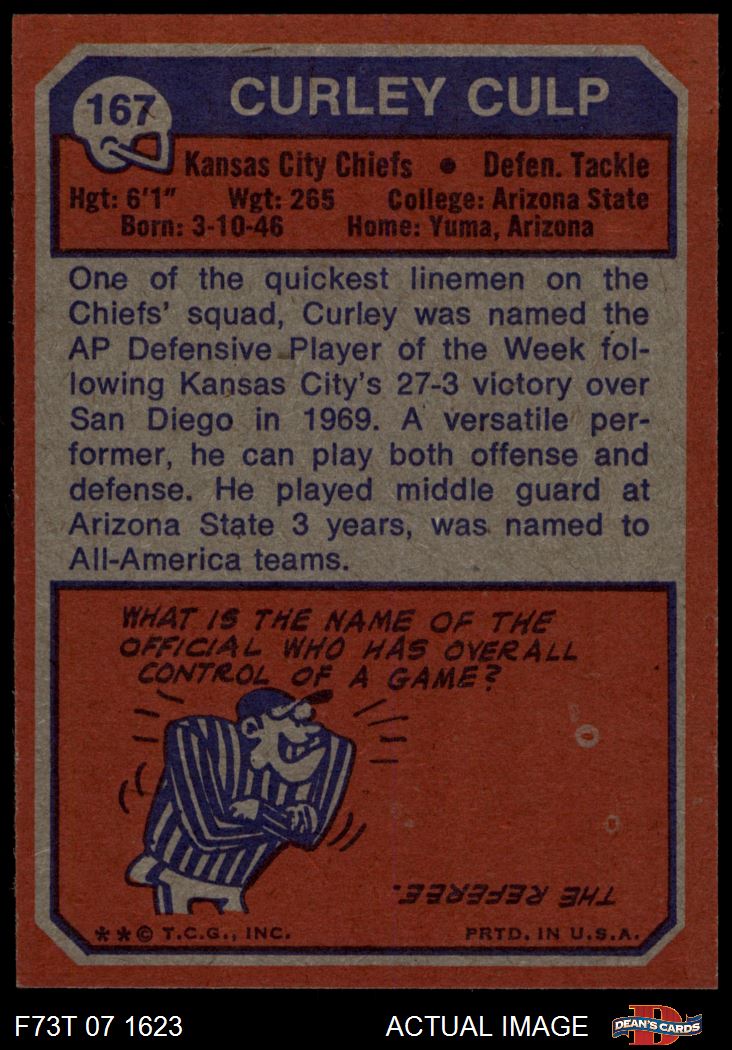 167
CURLEY CULP
Kansas City Chiefs ● Defen. Tackle
Hgt: 6'1" Wgt: 265 College: Arizona State
Born: 3-10-46 Home: Yuma, Arizona
One of the quickest linemen on the
Chiefs' squad, Curley was named the
AP Defensive Player of the Week fol-
lowing Kansas City's 27-3 victory over
San Diego in 1969. A versatile per-
former, he can play both offense and
defense. He played middle guard at
Arizona State 3 years, was named to
All-America teams.
WHAT IS THE NAME OF THE
OFFICIAL WHO HAS OVERALL
CONTROL OF A GAME?
THE REFEREE.
**© T.C.G., INC. PRTD. IN U.S.A.
F73T 07 1623 ACTUAL IMAGE
D
DEAN'S CARDS